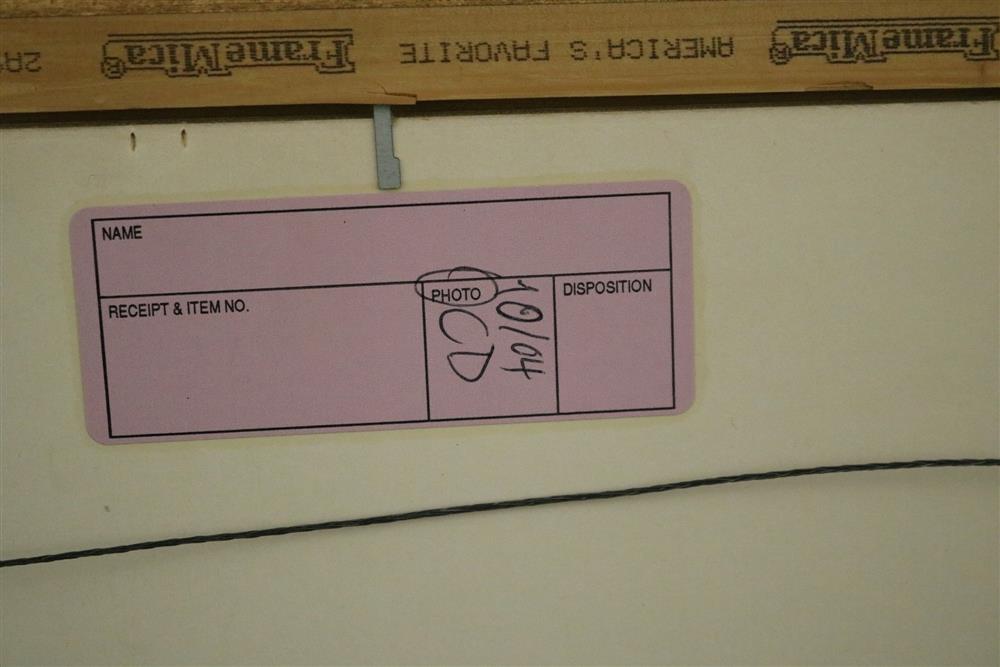 FrameMica® AMERICA'S FAVORITE FrameMica®
NAME
RECEIPT & ITEM NO.
PHOTO
DISPOSITION
10/04
CD